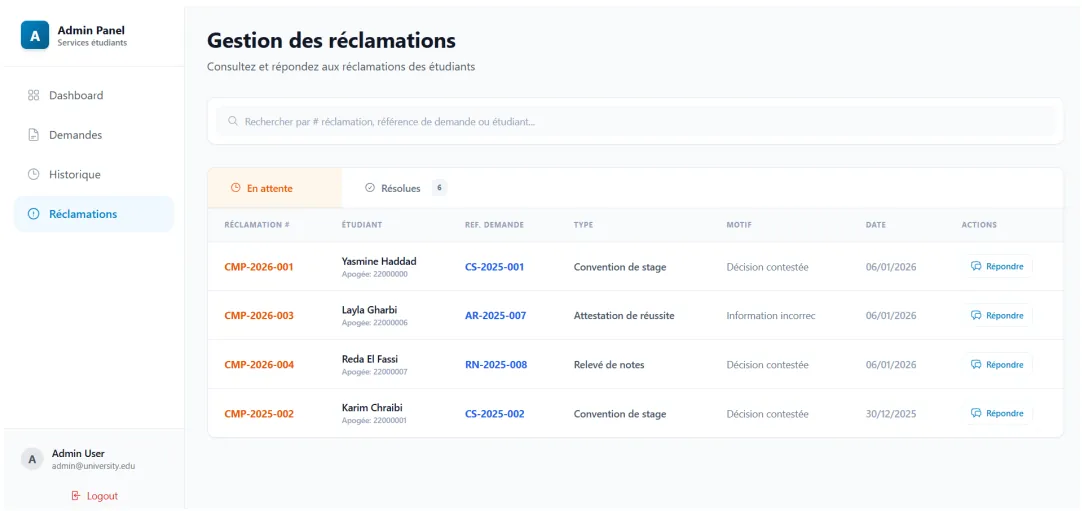 A
Admin Panel
Services étudiants
Dashboard
Demandes
Historique
Réclamations
A
Admin User
admin@university.edu
Logout
Gestion des réclamations
Consultez et répondez aux réclamations des étudiants
Rechercher par # réclamation, référence de demande ou étudiant...
En attente Résolues 6
RÉCLAMATION # ÉTUDIANT REF. DEMANDE TYPE MOTIF DATE ACTIONS
CMP-2026-001 Yasmine Haddad CS-2025-001 Convention de stage Décision contestée 06/01/2026 Répondre
Apogée: 22000000
CMP-2026-003 Layla Gharbi AR-2025-007 Attestation de réussite Information incorrec 06/01/2026 Répondre
Apogée: 22000006
CMP-2026-004 Reda El Fassi RN-2025-008 Relevé de notes Décision contestée 06/01/2026 Répondre
Apogée: 22000007
CMP-2025-002 Karim Chraibi CS-2025-002 Convention de stage Décision contestée 30/12/2025 Répondre
Apogée: 22000001